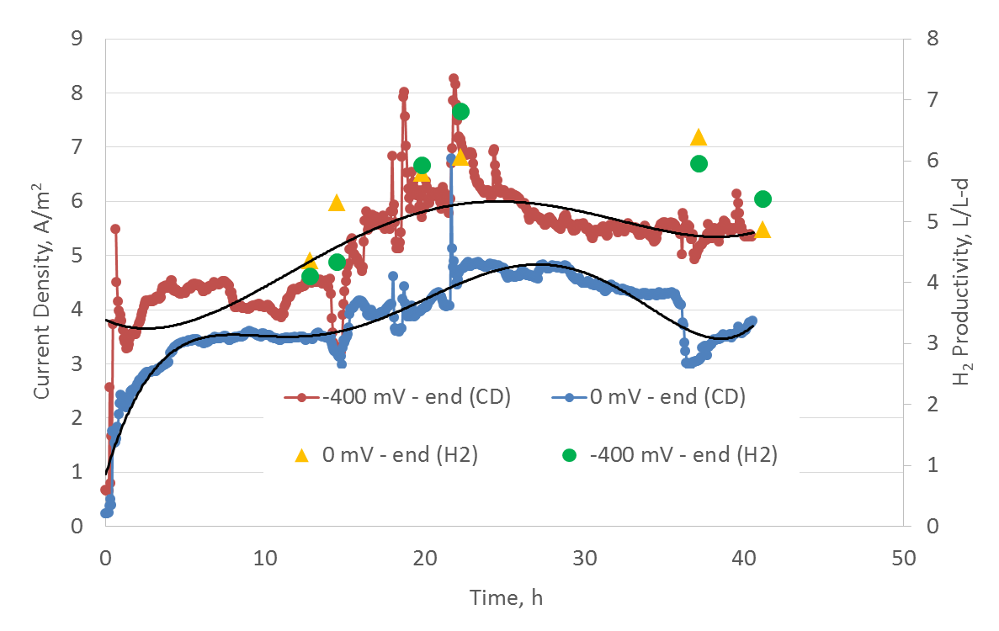 Current Density, A/m²
9
8
7
6
5
4
3
2
1
0
8
7
6
5
4
3
2
1
0
H₂ Productivity, L/L-d
-400 mV - end (CD)
0 mV - end (CD)
0 mV - end (H2)
-400 mV - end (H2)
0 10 20 30 40 50
Time, h